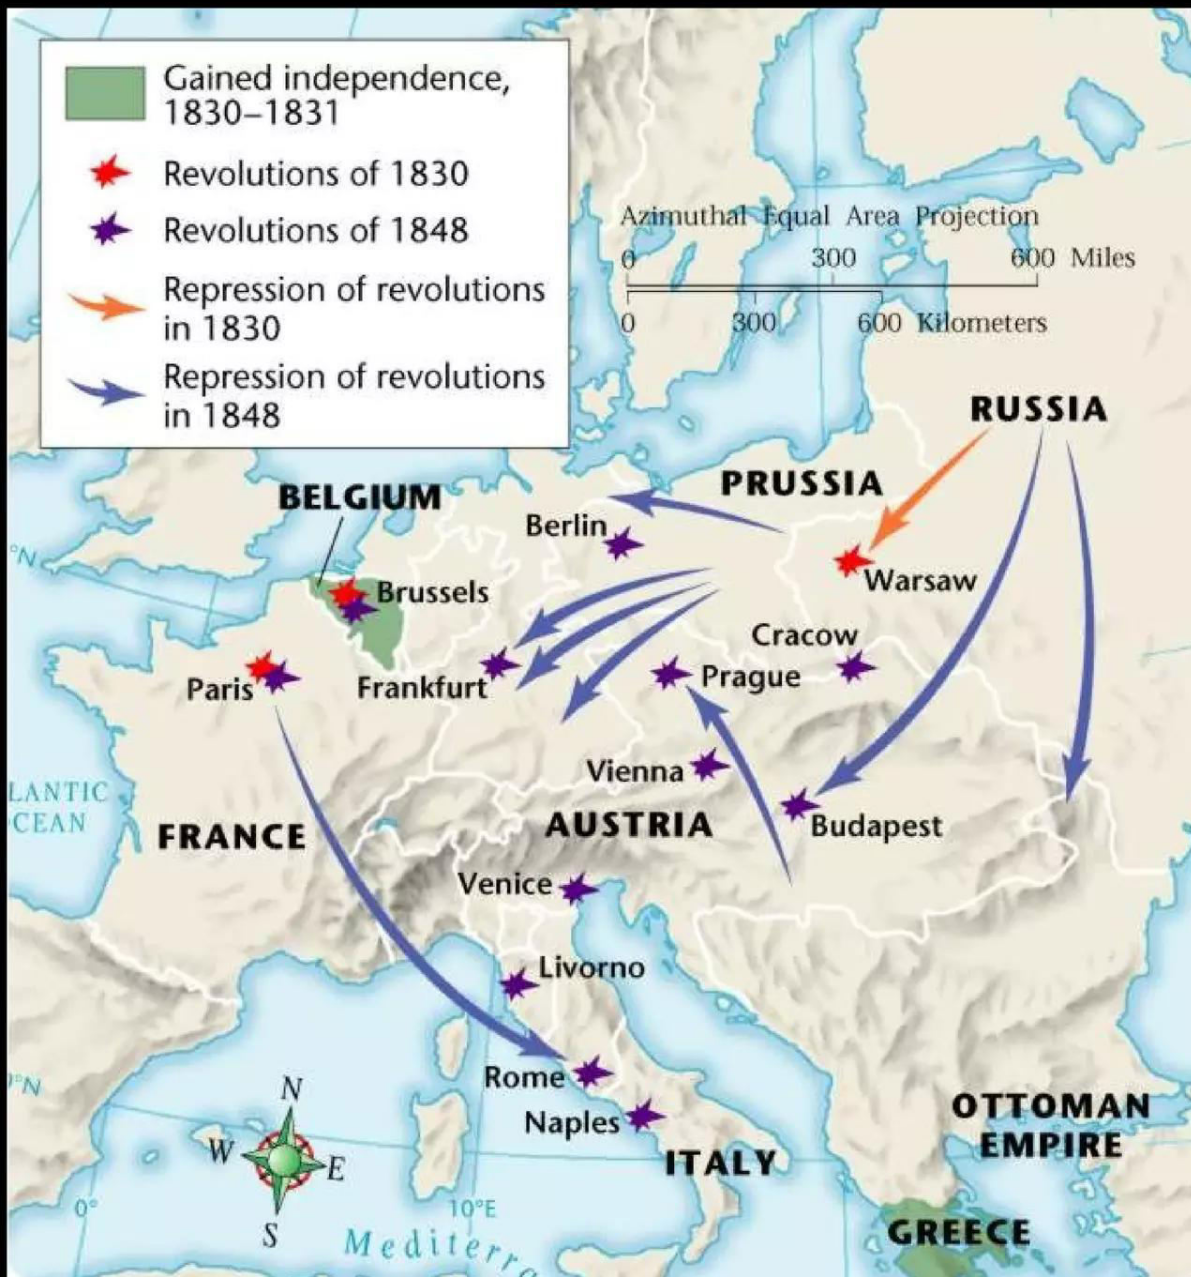 Gained independence,
1830–1831
Revolutions of 1830
Revolutions of 1848
Repression of revolutions
in 1830
Repression of revolutions
in 1848
Azimuthal Equal Area Projection
0 300 600 Miles
0 300 600 Kilometers
RUSSIA
PRUSSIA
BELGIUM
Berlin
°N
Warsaw
Brussels
Cracow
Prague
Paris
Frankfurt
Vienna
LANTIC
CEAN
FRANCE
AUSTRIA
Budapest
Venice
Livorno
Rome
°N
Naples
OTTOMAN
EMPIRE
ITALY
N
W E
S
0°
10°E
GREECE
Mediterr